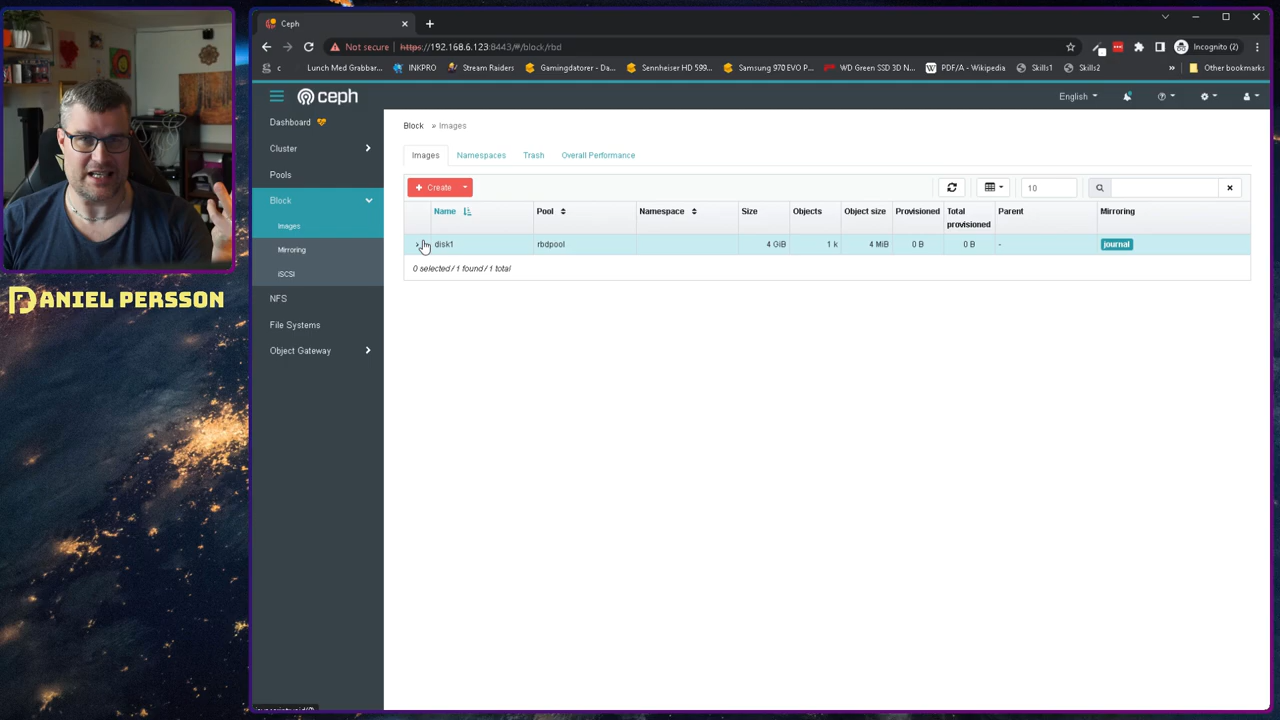 Ceph
Not secure https://192.168.6.123:8443/#/block/rbd Incognito (2)
c Lunch Med Grabbar... INKPRO Stream Raiders Gamingdatorer - Da... Sennheiser HD 599... Samsung 970 EVO P... WD Green SSD 3D N... PDF/A - Wikipedia Skills1 .. » Other bookmarks
ceph English
Dashboard
Cluster
Pools
Block
Images
Mirroring
iSCSI
NFS
File Systems
Object Gateway
Block » Images
Images Namespaces Trash Overall Performance
+ Create 10
Name Pool Namespace Size Objects Object size Provisioned Total provisioned Parent Mirroring
disk1 rbdpool 4 GiB 1 k 4 MiB 0 B 0 B - journal
0 selected / 1 found / 1 total
DANIEL PERSSON